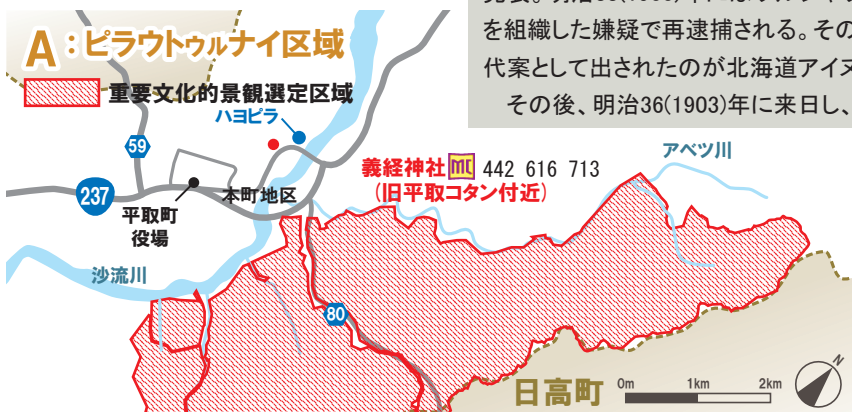 A：ピラウトゥルナイ区域
重要文化的景観選定区域
ハヨピラ
を組織した嫌疑で再逮捕される。その
代案として出されたのが北海道アイヌ
その後、明治36(1903)年に来日し、
59
237
平取町
役場
本町地区
義経神社 MC 442 616 713
(旧平取コタン付近)
アベツ川
沙流川
80
日高町
0m 1km 2km
N